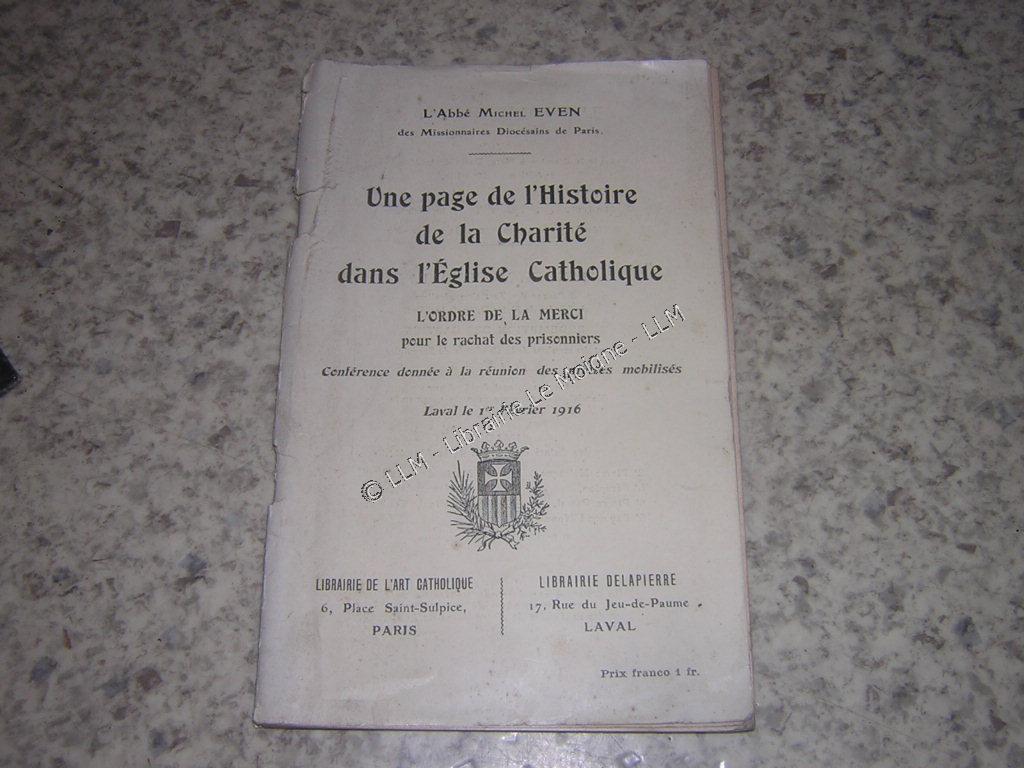 L'Abbé Michel EVEN
des Missionnaires Diocésains de Paris.
Une page de l'Histoire
de la Charité
dans l'Église Catholique
L'ORDRE DE LA MERCI
pour le rachat des prisonniers
Conférence donnée à la réunion des mobilisés
Laval le 1er Février 1916
© LLM - Librairie Le Moigne - LLM
LIBRAIRIE DE L'ART CATHOLIQUE
6, Place Saint-Sulpice,
PARIS
LIBRAIRIE DELAPIERRE
17, Rue du Jeu-de-Paume
LAVAL
Prix franco 1 fr.